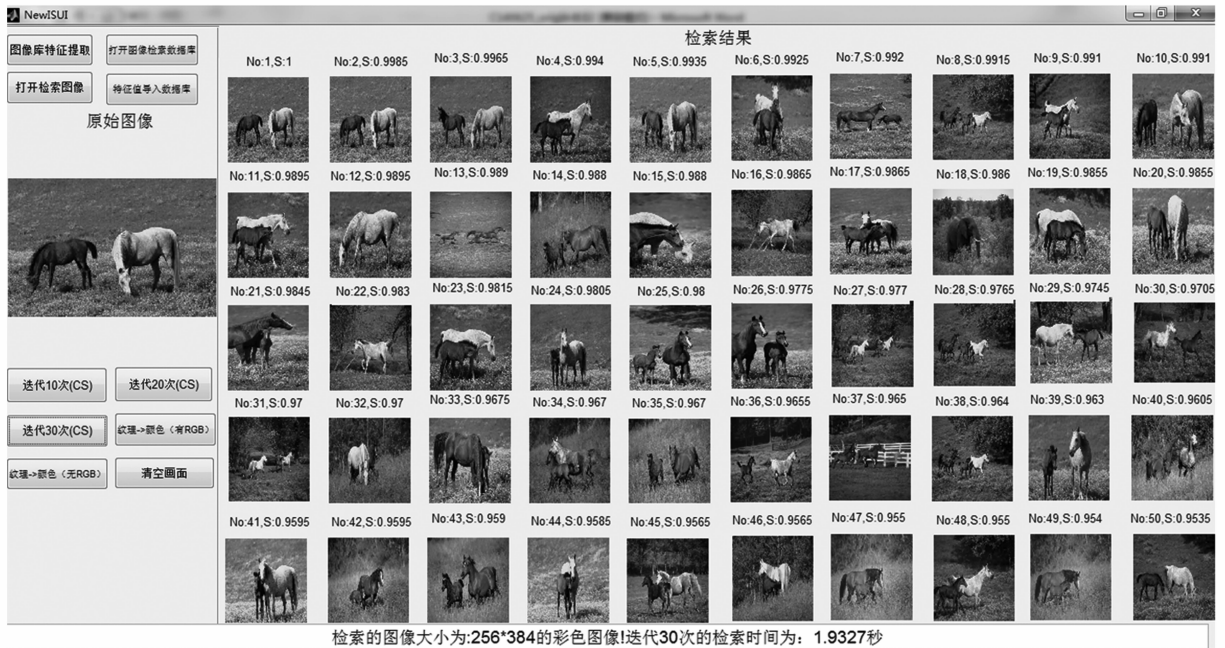 NewISUI
图像库特征提取 打开图像检索数据库
打开检索图像 特征值导入数据库
原始图像
迭代10次(CS) 迭代20次(CS)
迭代30次(CS) 纹理->颜色（有RGB）
纹理->颜色（无RGB） 清空画面
检索结果
No:1,S:1 No:2,S:0.9985 No:3,S:0.9965 No:4,S:0.994 No:5,S:0.9935 No:6,S:0.9925 No:7,S:0.992 No:8,S:0.9915 No:9,S:0.991 No:10,S:0.991
No:11,S:0.9895 No:12,S:0.9895 No:13,S:0.989 No:14,S:0.988 No:15,S:0.988 No:16,S:0.9865 No:17,S:0.9865 No:18,S:0.986 No:19,S:0.9855 No:20,S:0.9855
No:21,S:0.9845 No:22,S:0.983 No:23,S:0.9815 No:24,S:0.9805 No:25,S:0.98 No:26,S:0.9775 No:27,S:0.977 No:28,S:0.9765 No:29,S:0.9745 No:30,S:0.9705
No:31,S:0.97 No:32,S:0.97 No:33,S:0.9675 No:34,S:0.967 No:35,S:0.967 No:36,S:0.9655 No:37,S:0.965 No:38,S:0.964 No:39,S:0.963 No:40,S:0.9605
No:41,S:0.9595 No:42,S:0.9595 No:43,S:0.959 No:44,S:0.9585 No:45,S:0.9565 No:46,S:0.9565 No:47,S:0.955 No:48,S:0.955 No:49,S:0.954 No:50,S:0.9535
检索的图像大小为:256*384的彩色图像!迭代30次的检索时间为：1.9327秒